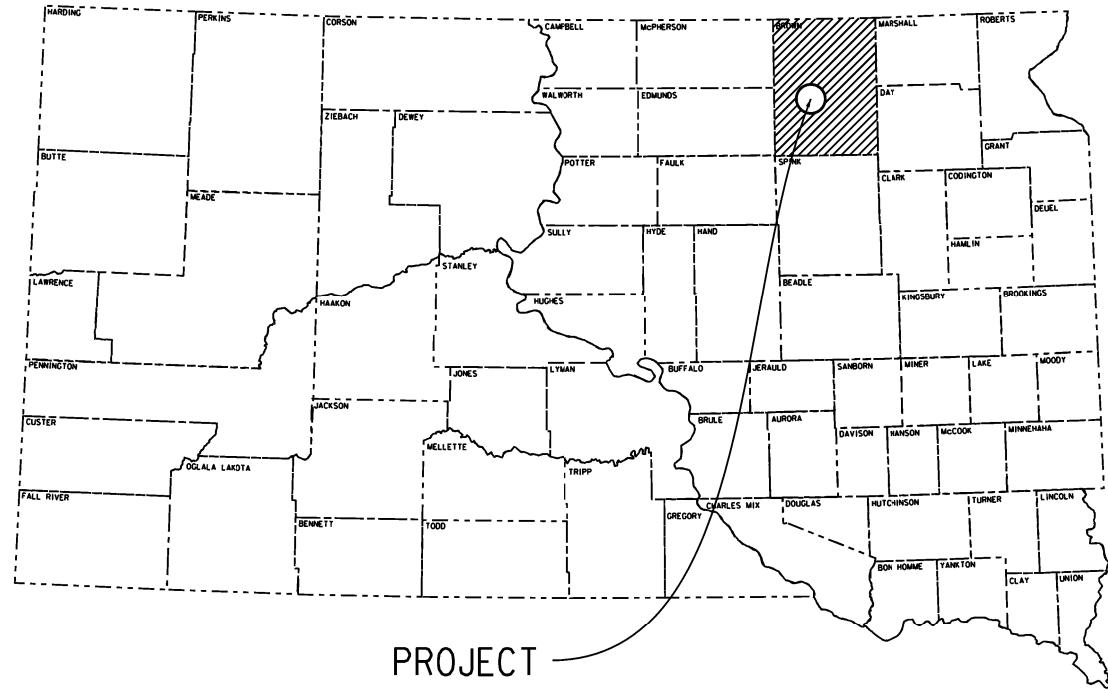 HARDING
PERKINS
CORSON
CAMPBELL
McPHERSON
BROWN
MARSHALL
ROBERTS
WALWORTH
EDMUNDS
DAY
ZIEBACH
DEWEY
GRANT
BUTTE
POTTER
FAULK
SPINK
CLARK
CODINGTON
MEADE
DEUEL
SULLY
HYDE
HAND
HAMLIN
STANLEY
LAWRENCE
HAAKON
HUGHES
BEADLE
KINGSBURY
BROOKINGS
PENNINGTON
JONES
LYMAN
BUFFALO
JERAULD
SANBORN
MINER
LAKE
MOODY
JACKSON
CUSTER
BRULE
AURORA
DAVISON
HANSON
McCOOK
MINNEHAHA
MELLETTE
OGLALA LAKOTA
TRIPP
FALL RIVER
BENNETT
TODD
GREGORY
CHARLES MIX
DOUGLAS
HUTCHINSON
TURNER
LINCOLN
BON HOMME
YANKTON
CLAY
UNION
PROJECT